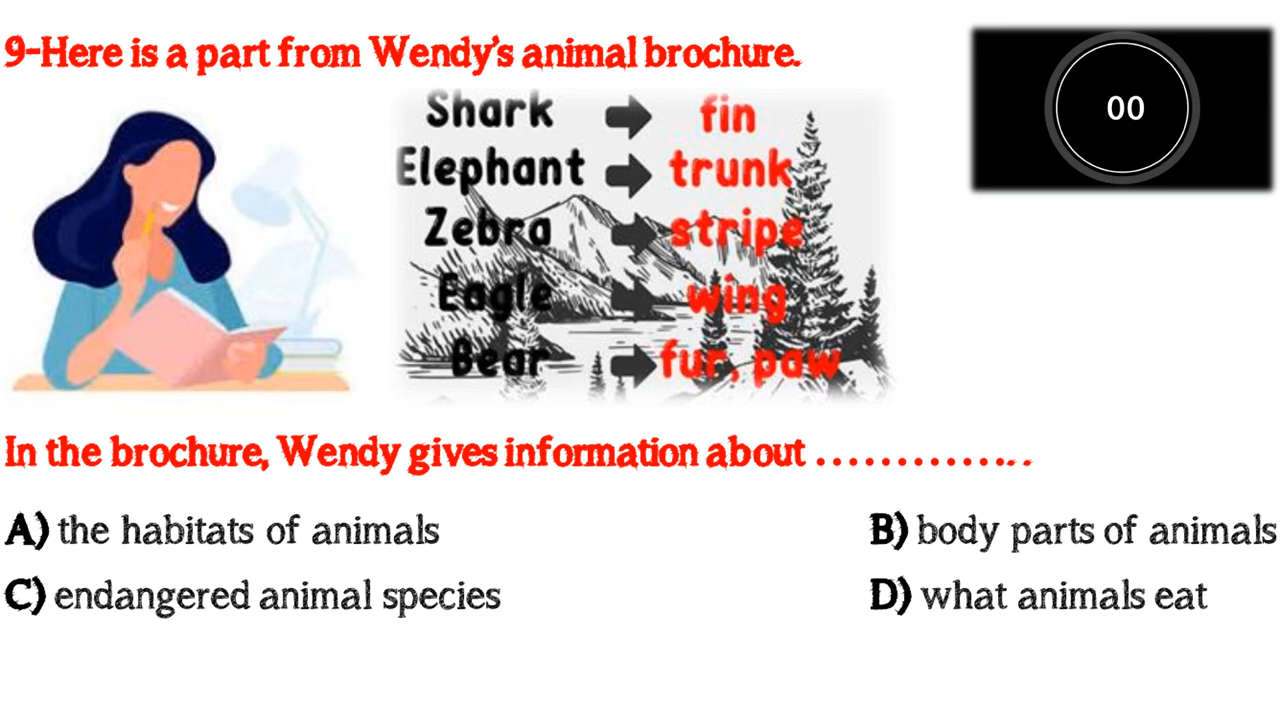 9-Here is a part from Wendy's animal brochure.
00
Shark fin
Elephant trunk
Zebra stripe
Eagle wing
Bear fur, paw
In the brochure, Wendy gives information about ..............
A) the habitats of animals
B) body parts of animals
C) endangered animal species
D) what animals eat